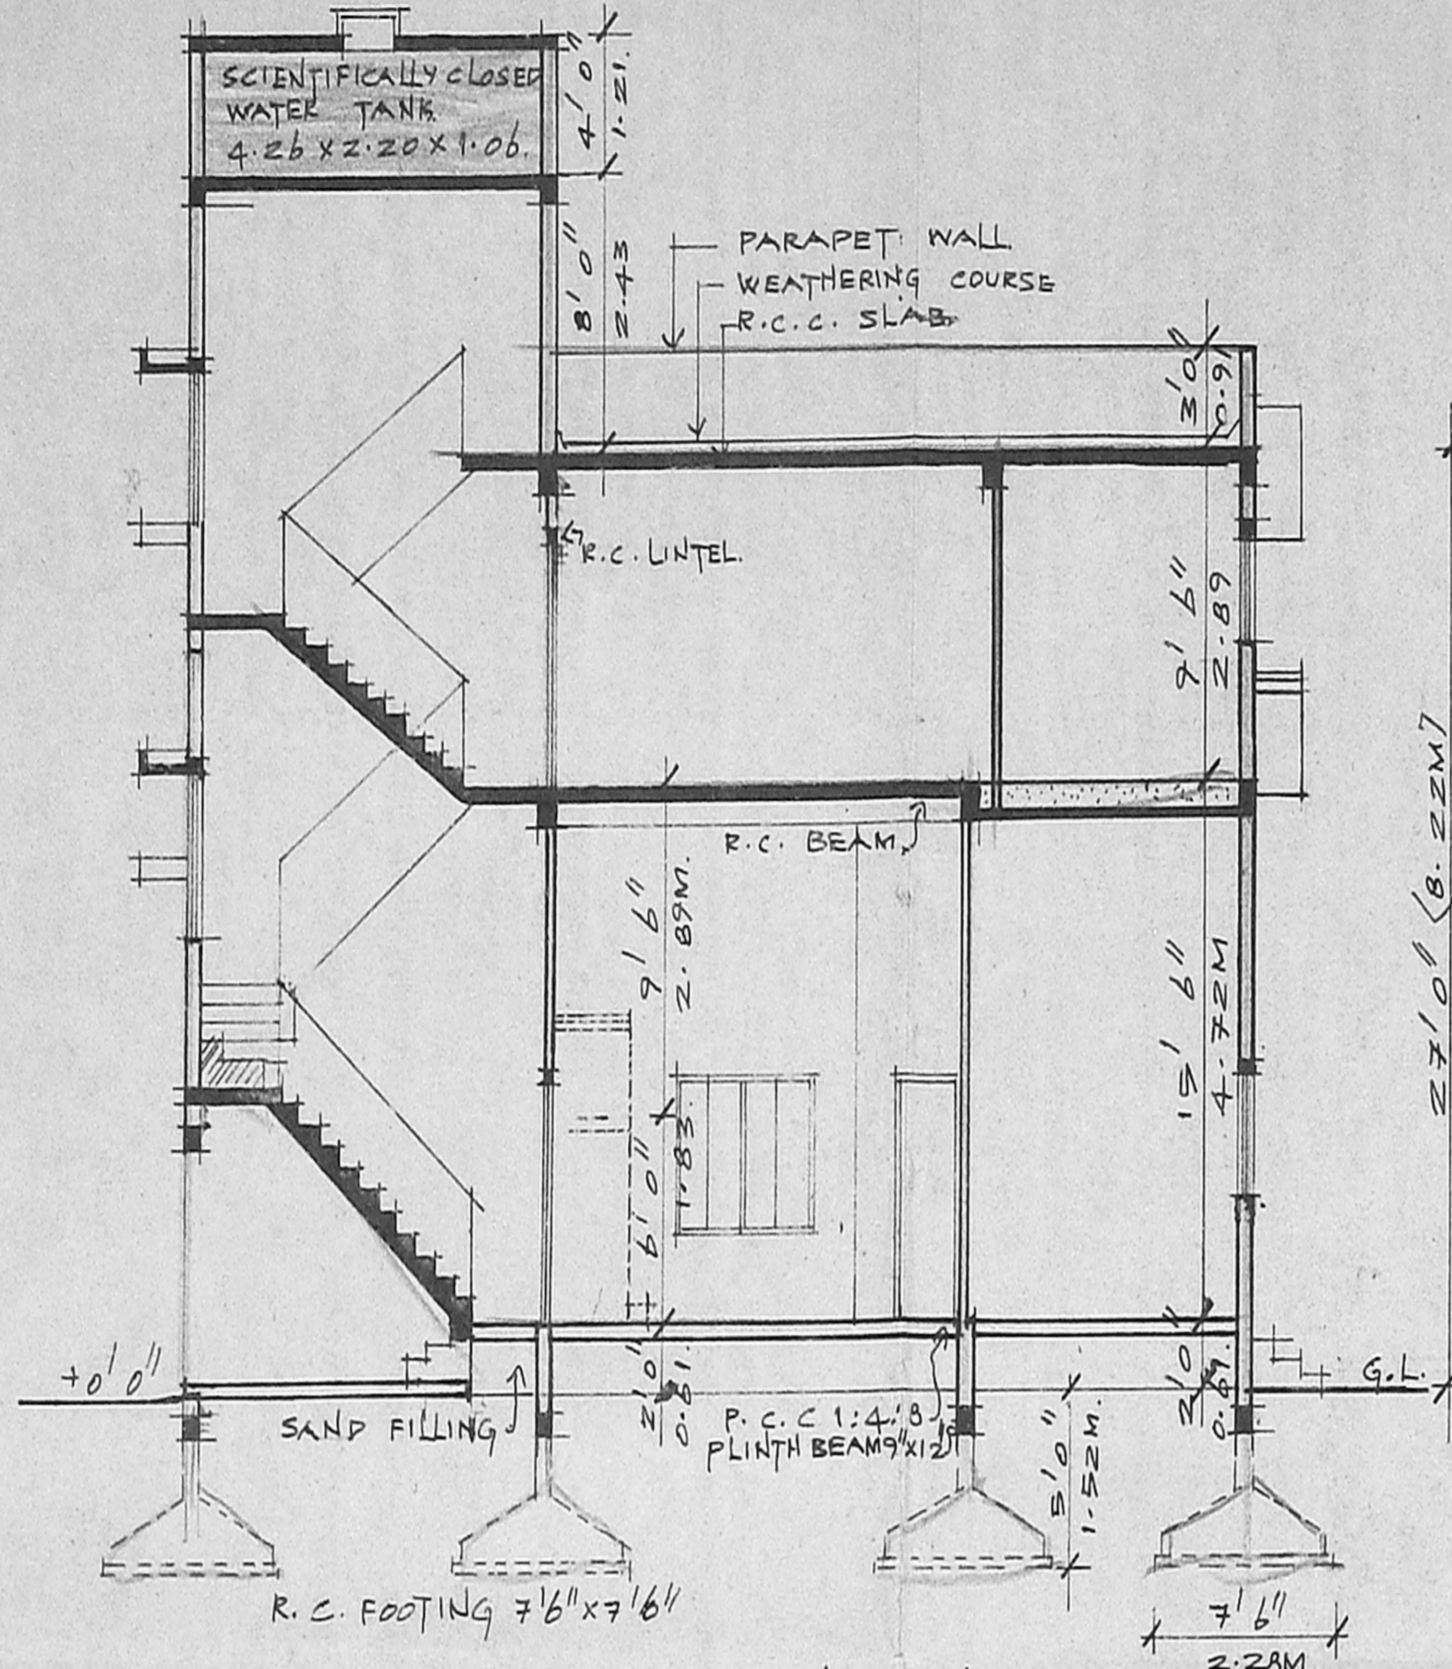 SCIENTIFICALLY CLOSED
WATER TANK
4.26 x 2.20 x 1.06.
4' 0"
1.21.
8' 0"
2.43
PARAPET WALL
WEATHERING COURSE
R.C.C. SLAB
3'0"
0.91
R.C. LINTEL.
9' 6"
2.89
R.C. BEAM
9' 6"
2.89M.
15' 6"
4.72M
27' 0" (8.22M)
6' 0"
1.83
+0' 0"
2' 0"
0.61.
2' 0"
G.L.
SAND FILLING
P.C.C 1:4:8
PLINTH BEAM 9"x12"
5' 0"
1.52M.
R.C. FOOTING 7'6"x7'6"
7' 6"
2.28M